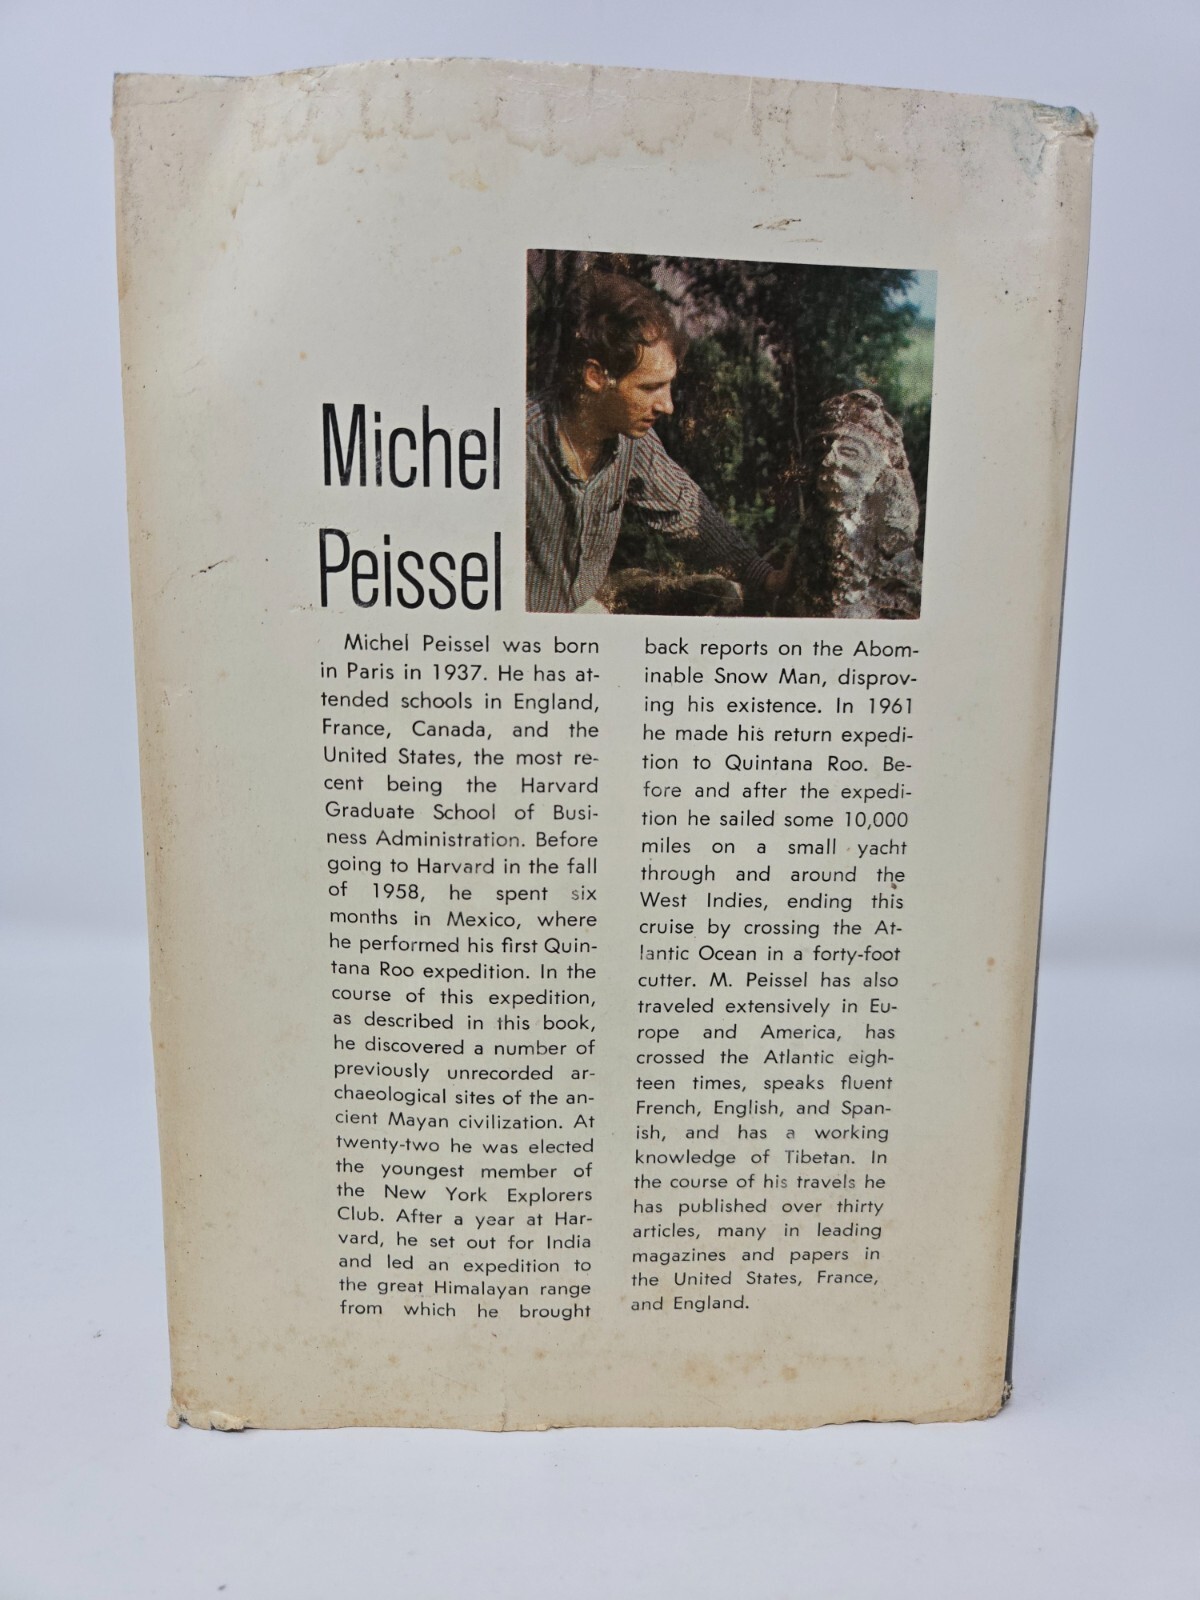 Michel
Peissel
Michel Peissel was born
in Paris in 1937. He has at-
tended schools in England,
France, Canada, and the
United States, the most re-
cent being the Harvard
Graduate School of Busi-
ness Administration. Before
going to Harvard in the fall
of 1958, he spent six
months in Mexico, where
he performed his first Quin-
tana Roo expedition. In the
course of this expedition,
as described in this book,
he discovered a number of
previously unrecorded ar-
chaeological sites of the an-
cient Mayan civilization. At
twenty-two he was elected
the youngest member of
the New York Explorers
Club. After a year at Har-
vard, he set out for India
and led an expedition to
the great Himalayan range
from which he brought
back reports on the Abom-
inable Snow Man, disprov-
ing his existence. In 1961
he made his return expedi-
tion to Quintana Roo. Be-
fore and after the expedi-
tion he sailed some 10,000
miles on a small yacht
through and around the
West Indies, ending this
cruise by crossing the At-
lantic Ocean in a forty-foot
cutter. M. Peissel has also
traveled extensively in Eu-
rope and America, has
crossed the Atlantic eigh-
teen times, speaks fluent
French, English, and Span-
ish, and has a working
knowledge of Tibetan. In
the course of his travels he
has published over thirty
articles, many in leading
magazines and papers in
the United States, France,
and England.